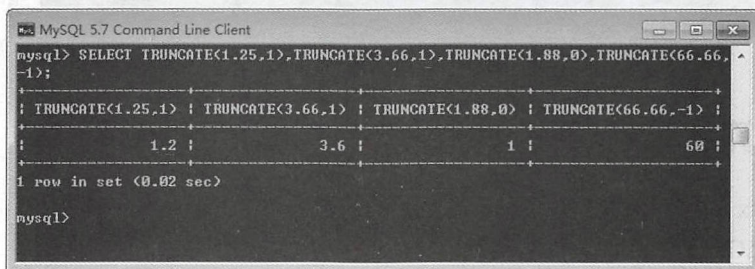 MySQL 5.7 Command Line Client
mysql> SELECT TRUNCATE(1.25,1),TRUNCATE(3.66,1),TRUNCATE(1.88,0),TRUNCATE(66.66,
-1);
+------------------+------------------+------------------+--------------------+
| TRUNCATE(1.25,1) | TRUNCATE(3.66,1) | TRUNCATE(1.88,0) | TRUNCATE(66.66,-1) |
+------------------+------------------+------------------+--------------------+
| 1.2 | 3.6 | 1 | 60 |
+------------------+------------------+------------------+--------------------+
1 row in set (0.02 sec)
mysql>